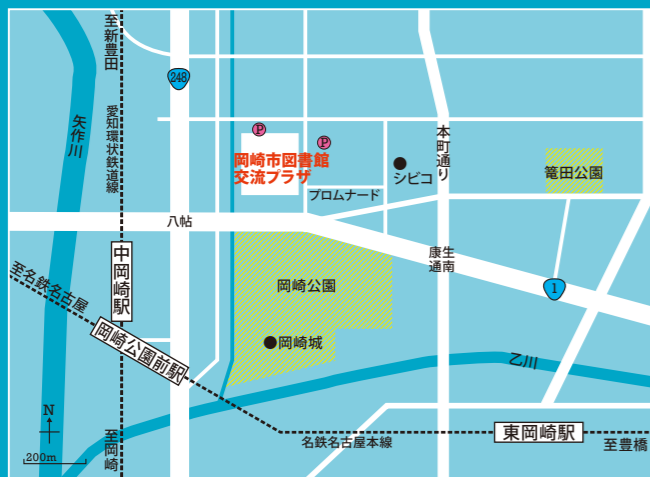 至新豊田
248
矢作川
愛知環状鉄道線
P
P
岡崎市図書館
交流プラザ
シビコ
本町通り
篭田公園
プロムナード
八帖
中岡崎駅
康生
通南
至名鉄名古屋
岡崎公園
1
岡崎公園前駅
岡崎城
乙川
N
至岡崎
200m
名鉄名古屋本線
東岡崎駅
至豊橋